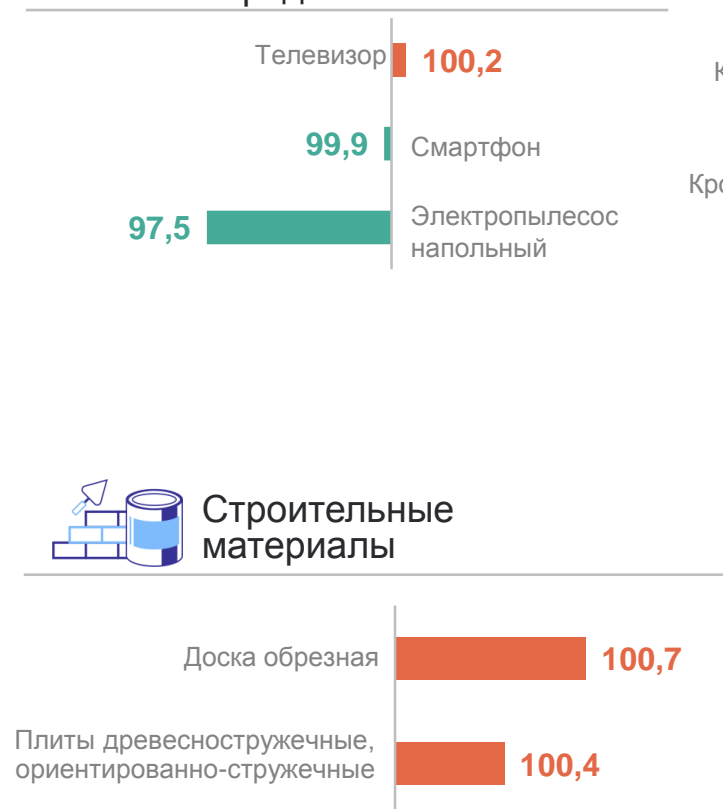 Телевизор 100,2
99,9 Смартфон
97,5 Электропылесос
напольный
Строительные
материалы
Доска обрезная 100,7
Плиты древесностружечные,
ориентированно-стружечные 100,4